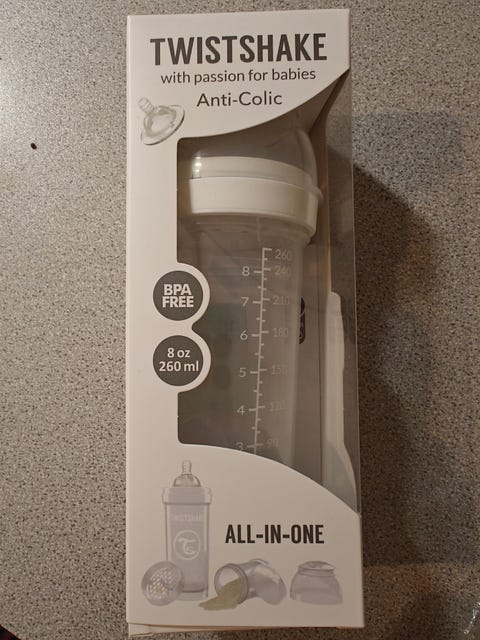 TWISTSHAKE
with passion for babies
Anti-Colic
260
8 240
7 210
6 180
5 150
4 120
3 90
BPA
FREE
8 oz
260 ml
TWISTSHAKE
ALL-IN-ONE